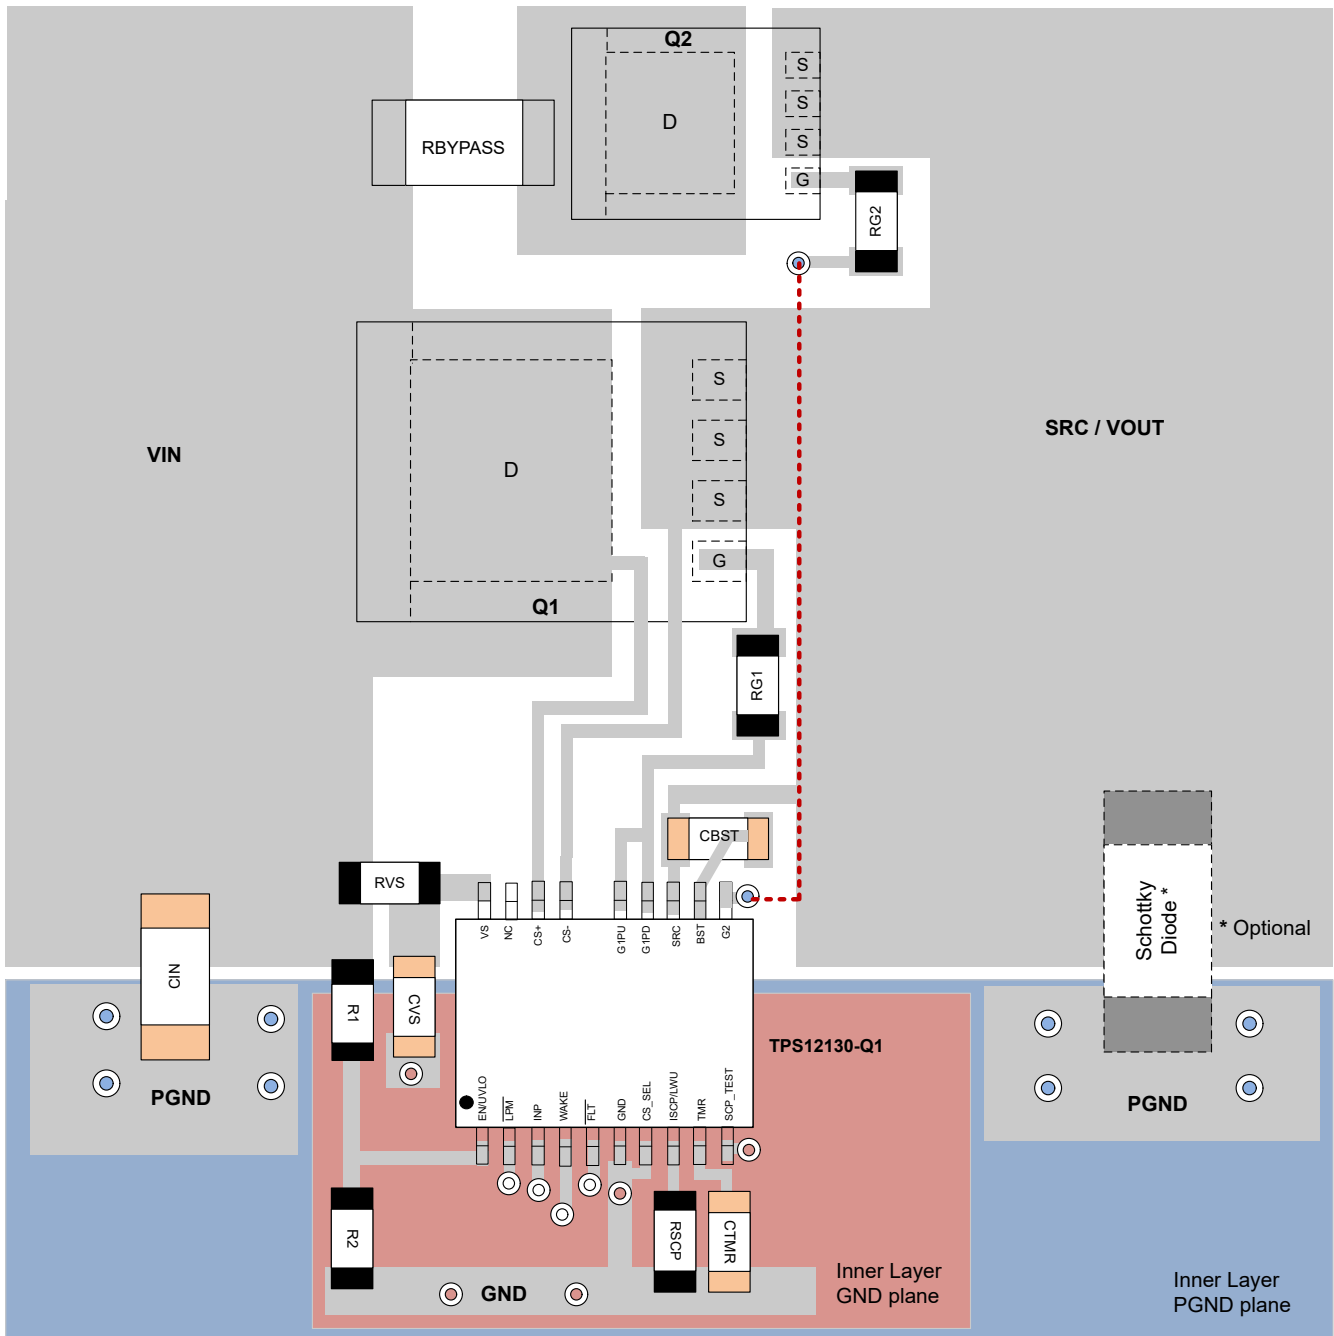 Q2
S
S
S
G
D
RBYPASS
RG2
S
S
S
G
D
Q1
VIN
SRC / VOUT
RG1
CBST
RVS
VS
NC
CS+
CS-
G1PU
G1PD
SRC
BST
G2
Schottky
Diode *
* Optional
CIN
R1
CVS
TPS12130-Q1
EN/UVLO
LPM
INP
WAKE
FLT
GND
CS_SEL
ISCP/LWU
TMR
SCP_TEST
PGND
PGND
R2
RSCP
CTMR
GND
Inner Layer
GND plane
Inner Layer
PGND plane